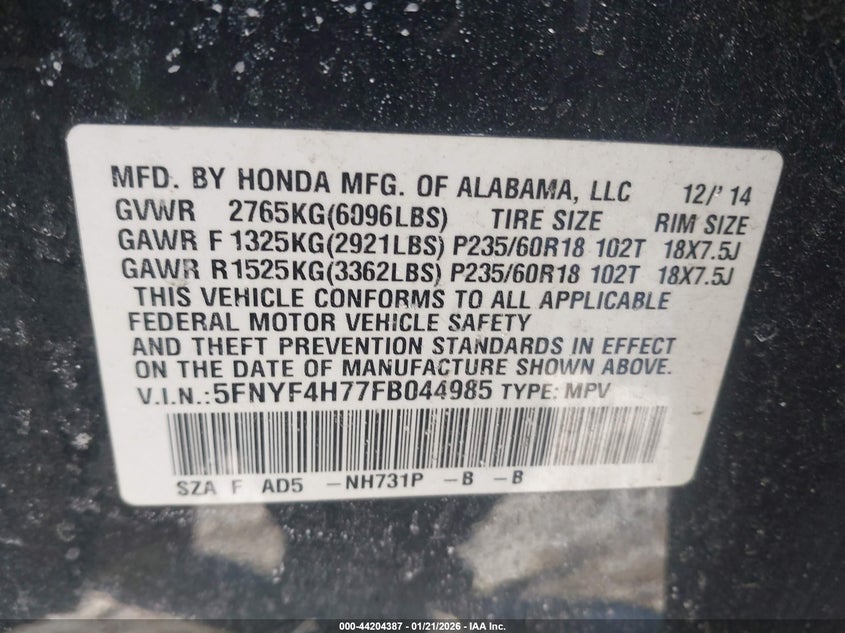 MFD. BY HONDA MFG. OF ALABAMA, LLC 12/' 14
GVWR 2765KG(6096LBS) TIRE SIZE RIM SIZE
GAWR F 1325KG(2921LBS) P235/60R18 102T 18X7.5J
GAWR R1525KG(3362LBS) P235/60R18 102T 18X7.5J
THIS VEHICLE CONFORMS TO ALL APPLICABLE
FEDERAL MOTOR VEHICLE SAFETY
AND THEFT PREVENTION STANDARDS IN EFFECT
ON THE DATE OF MANUFACTURE SHOWN ABOVE.
V.I.N.:5FNYF4H77FB044985 TYPE: MPV
SZA F AD5 -NH731P -B -B
000-44204387 - 01/21/2026 - IAA Inc.